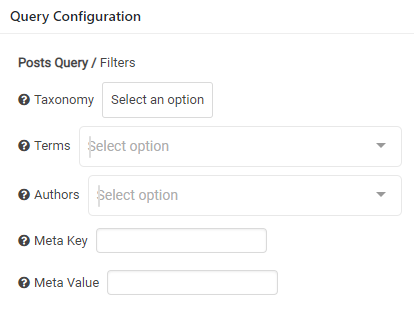 Query Configuration
Posts Query / Filters
Taxonomy Select an option
Terms Select option
Authors Select option
Meta Key
Meta Value